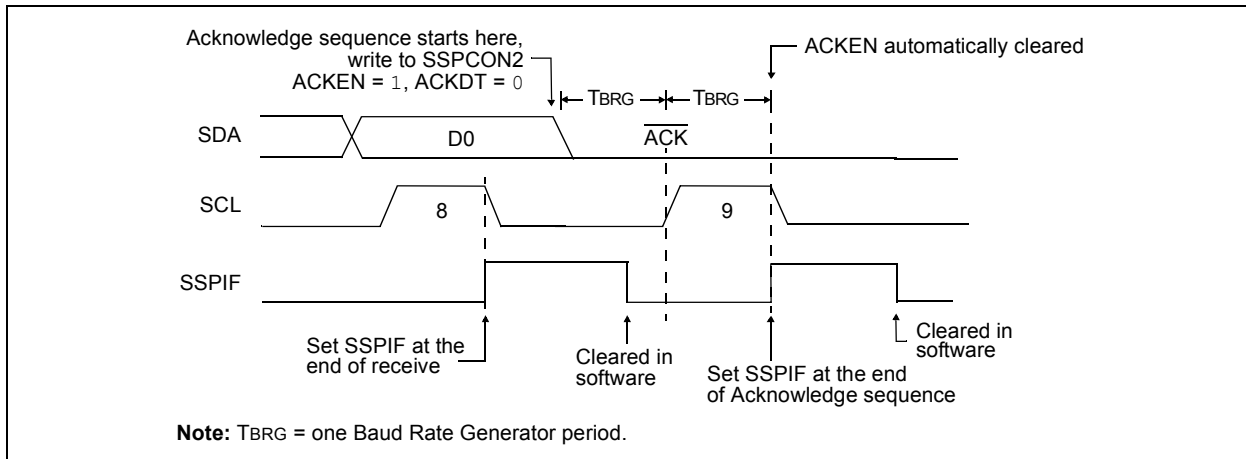 Acknowledge sequence starts here,
write to SSPCON2
ACKEN = 1, ACKDT = 0
ACKEN automatically cleared
TBRG
TBRG
SDA
D0
ACK
SCL
8
9
SSPIF
Set SSPIF at the
end of receive
Cleared in
software
Set SSPIF at the end
of Acknowledge sequence
Cleared in
software
Note: TBRG = one Baud Rate Generator period.